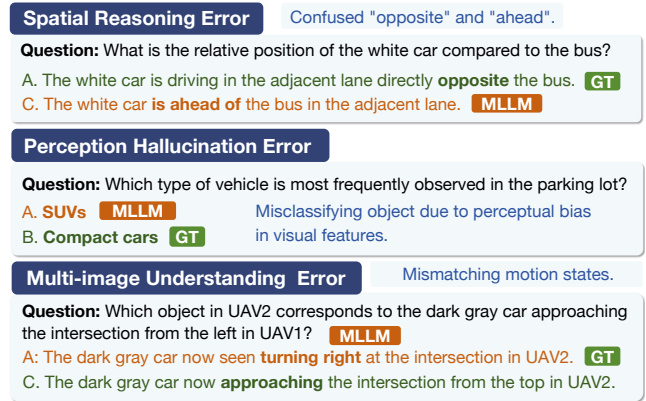 Spatial Reasoning Error Confused "opposite" and "ahead".
Question: What is the relative position of the white car compared to the bus?
A. The white car is driving in the adjacent lane directly opposite the bus. GT
C. The white car is ahead of the bus in the adjacent lane. MLLM
Perception Hallucination Error
Question: Which type of vehicle is most frequently observed in the parking lot?
A. SUVs MLLM Misclassifying object due to perceptual bias
B. Compact cars GT in visual features.
Multi-image Understanding Error Mismatching motion states.
Question: Which object in UAV2 corresponds to the dark gray car approaching
the intersection from the left in UAV1? MLLM
A: The dark gray car now seen turning right at the intersection in UAV2. GT
C. The dark gray car now approaching the intersection from the top in UAV2.